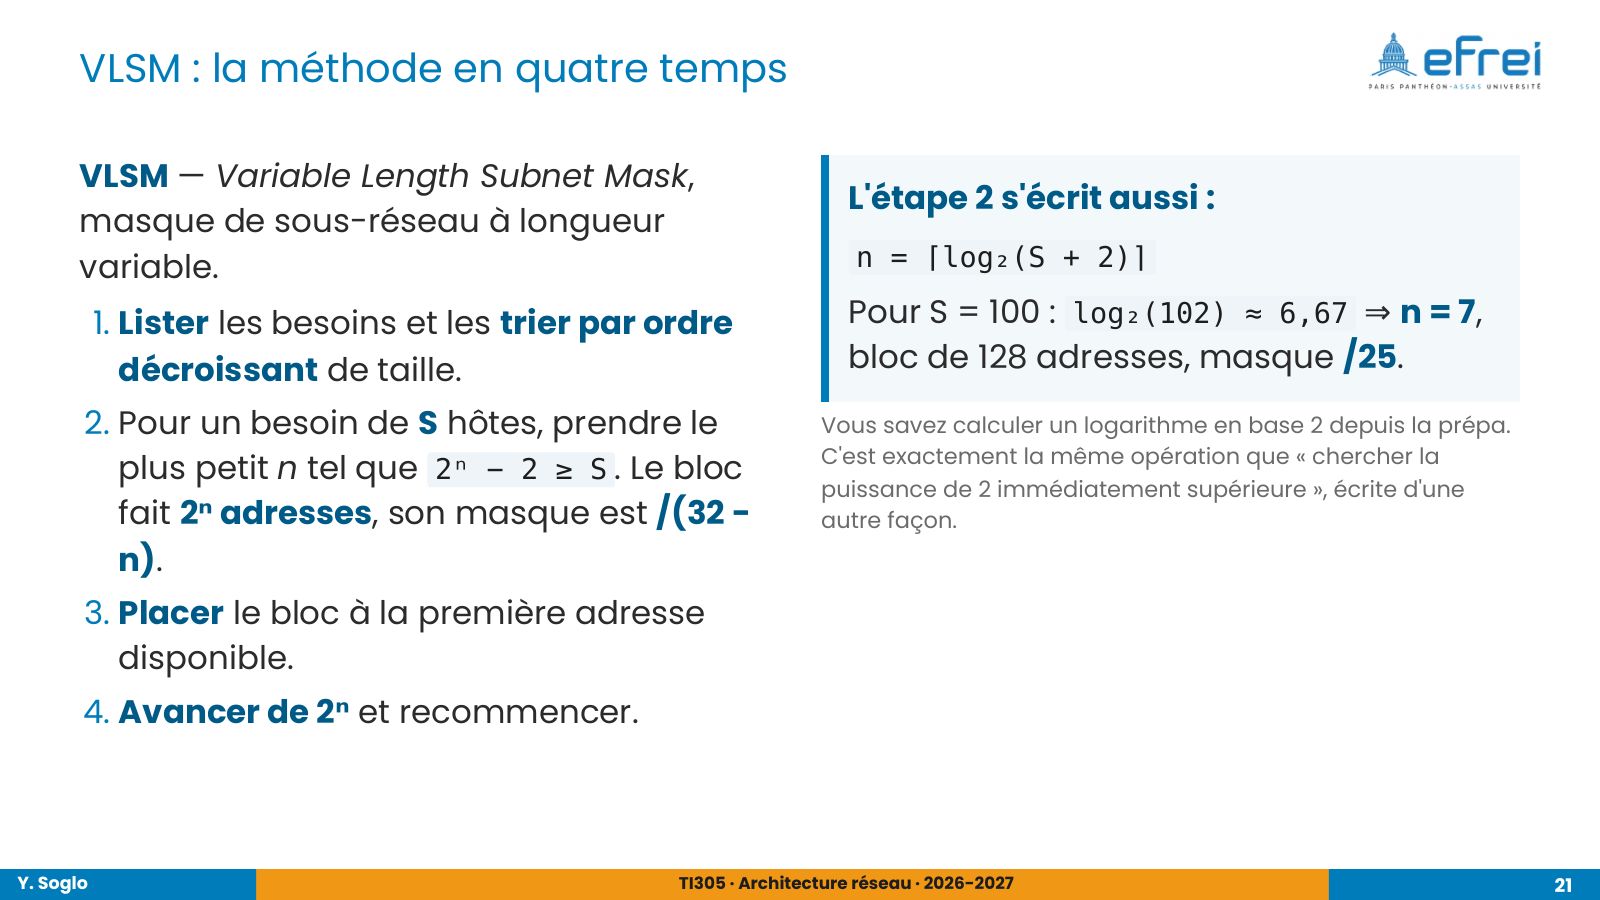 VLSM : la méthode en quatre temps
efrei
PARIS PANTHÉON-ASSAS UNIVERSITÉ
VLSM — Variable Length Subnet Mask,
masque de sous-réseau à longueur
variable.
1. Lister les besoins et les trier par ordre
décroissant de taille.
2. Pour un besoin de S hôtes, prendre le
plus petit n tel que 2ⁿ − 2 ≥ S. Le bloc
fait 2ⁿ adresses, son masque est /(32 −
n).
3. Placer le bloc à la première adresse
disponible.
4. Avancer de 2ⁿ et recommencer.
L'étape 2 s'écrit aussi :
n = ⌈log₂(S + 2)⌉
Pour S = 100 : log₂(102) ≈ 6,67 ⇒ n = 7,
bloc de 128 adresses, masque /25.
Vous savez calculer un logarithme en base 2 depuis la prépa.
C'est exactement la même opération que « chercher la
puissance de 2 immédiatement supérieure », écrite d'une
autre façon.
Y. Soglo
TI305 · Architecture réseau · 2026-2027
21